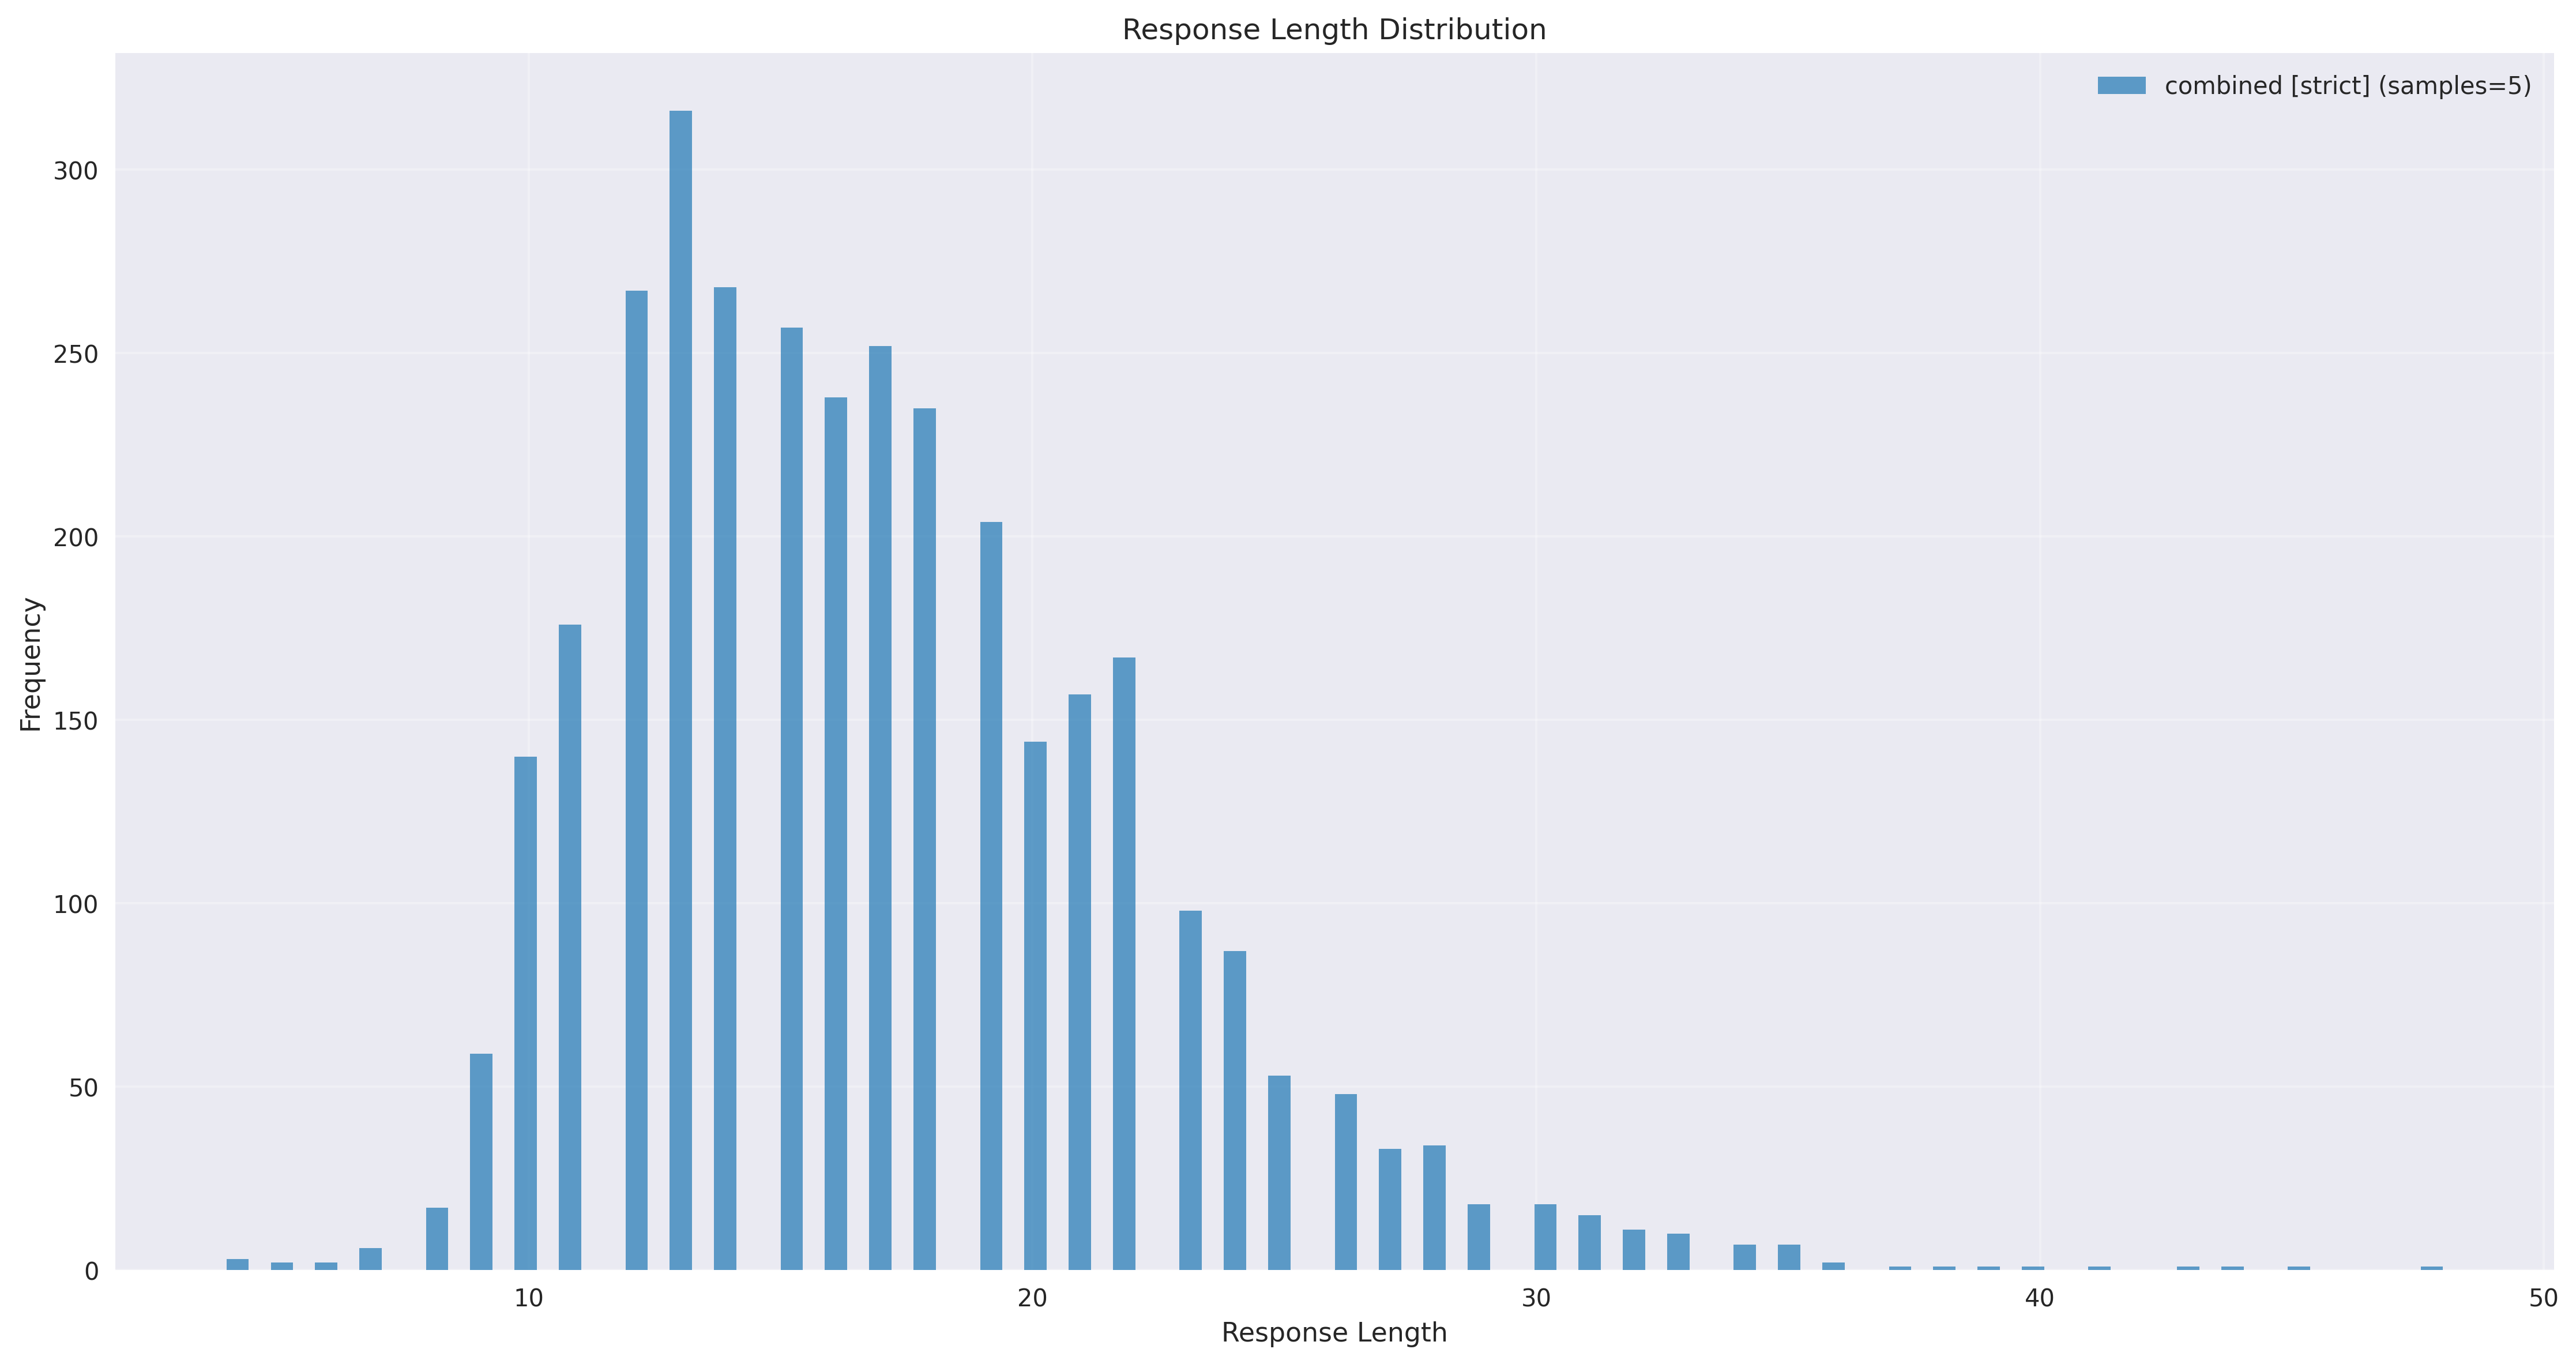 Response Length Distribution
combined [strict] (samples=5)
300
250
200
150
100
50
0
Frequency
10 20 30 40 50
Response Length